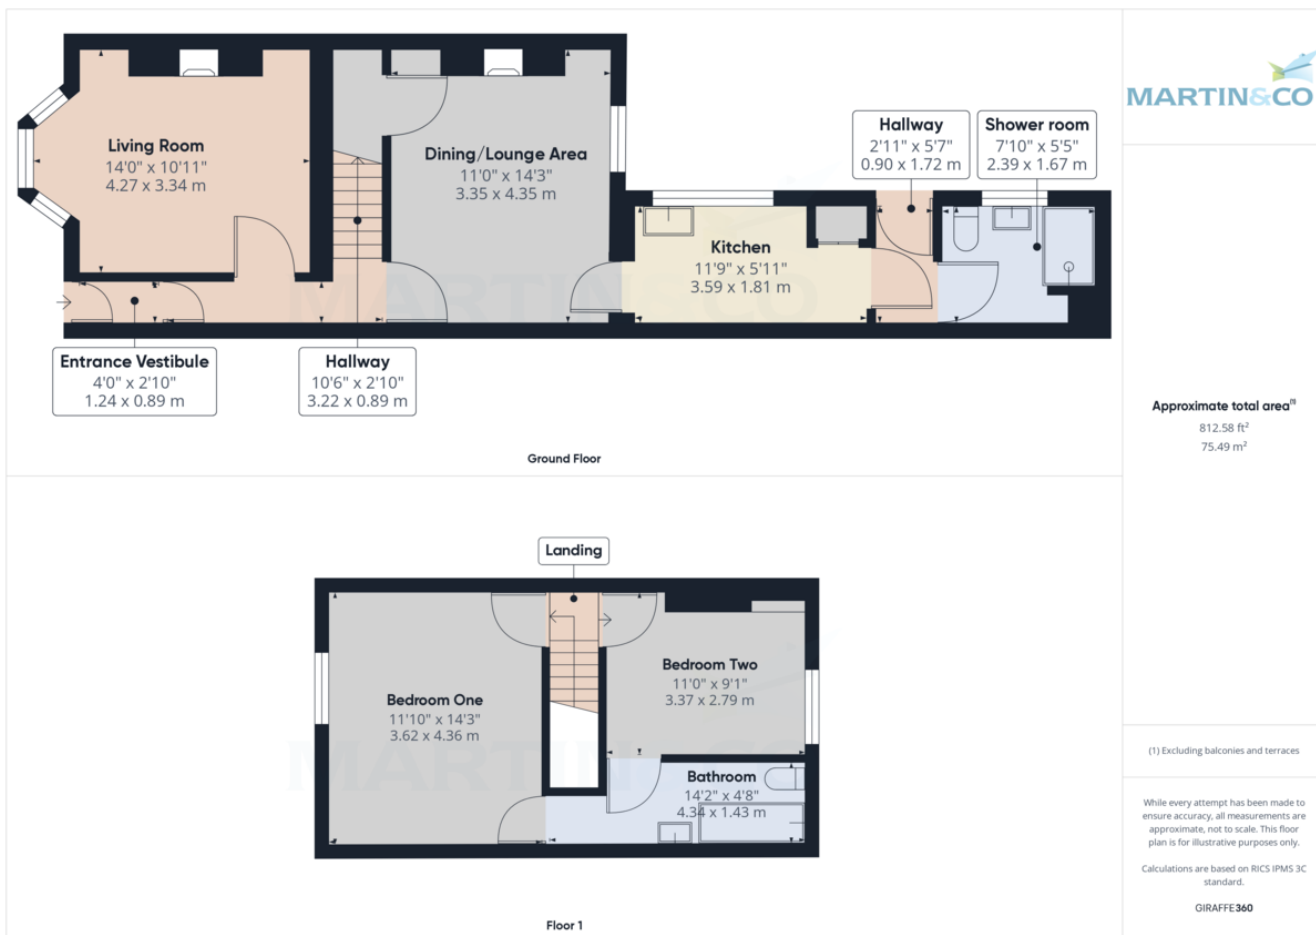 MARTIN&CO
Living Room
14'0" x 10'11"
4.27 x 3.34 m
Dining/Lounge Area
11'0" x 14'3"
3.35 x 4.35 m
Hallway
2'11" x 5'7"
0.90 x 1.72 m
Shower room
7'10" x 5'5"
2.39 x 1.67 m
Kitchen
11'9" x 5'11"
3.59 x 1.81 m
MARTIN&CO
Entrance Vestibule
4'0" x 2'10"
1.24 x 0.89 m
Hallway
10'6" x 2'10"
3.22 x 0.89 m
Ground Floor
Approximate total area(1)
812.58 ft²
75.49 m²
Landing
Bedroom One
11'10" x 14'3"
3.62 x 4.36 m
Bedroom Two
11'0" x 9'1"
3.37 x 2.79 m
MARTIN&CO
Bathroom
14'2" x 4'8"
4.34 x 1.43 m
Floor 1
(1) Excluding balconies and terraces
While every attempt has been made to
ensure accuracy, all measurements are
approximate, not to scale. This floor
plan is for illustrative purposes only.
Calculations are based on RICS IPMS 3C
standard.
GIRAFFE360